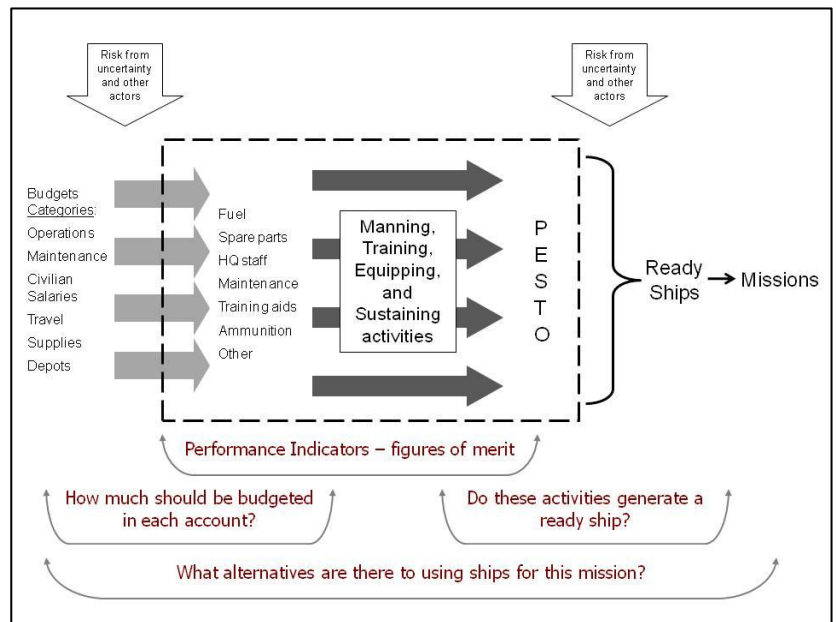 Risk from
uncertainty
and other
actors
Risk from
uncertainty
and other
actors
Budgets
Categories:
Operations
Maintenance
Civilian
Salaries
Travel
Supplies
Depots
Fuel
Spare parts
HQ staff
Maintenance
Training aids
Ammunition
Other
Manning,
Training,
Equipping,
and
Sustaining
activities
P
E
S
T
O
Ready
Ships
Missions
Performance Indicators – figures of merit
How much should be budgeted
in each account?
Do these activities generate a
ready ship?
What alternatives are there to using ships for this mission?